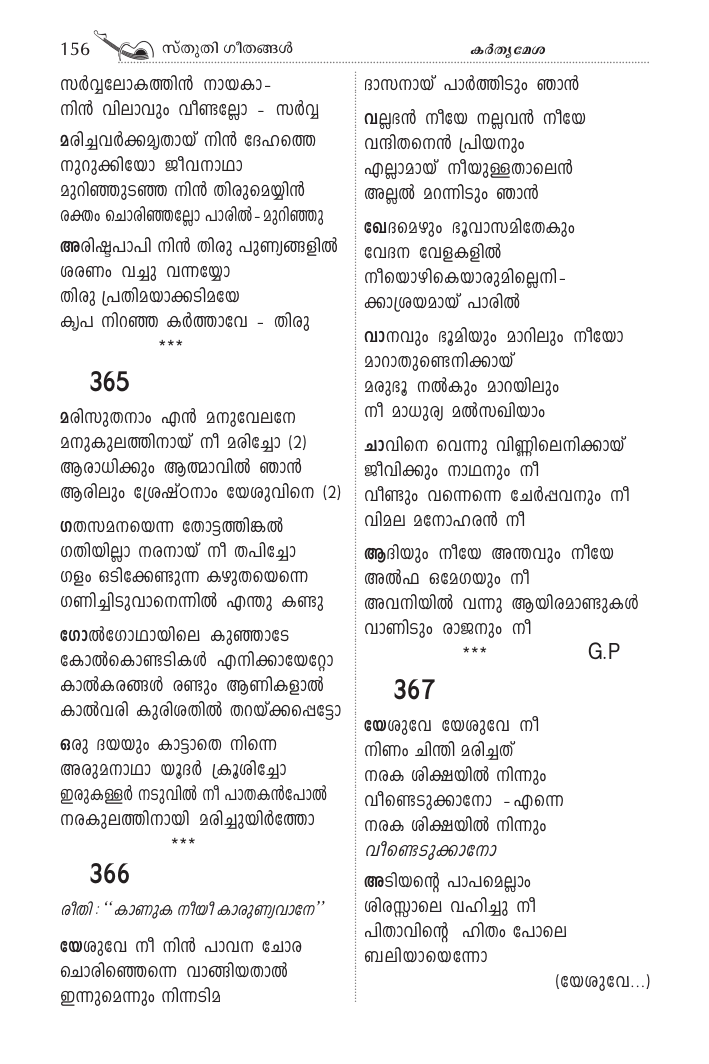 156 സ്തുതി ഗീതങ്ങൾ
കർതൃമേശ
സർവ്വലോകത്തിൻ നായകാ-
നിൻ വിലാവും വീണ്ടല്ലോ - സർവ്വ
മരിച്ചവർക്കമൃതായ് നിൻ ദേഹത്തെ
നുറുക്കിയോ ജീവനാഥാ
മുറിഞ്ഞുടഞ്ഞ നിൻ തിരുമെയ്യിൻ
രക്തം ചൊരിഞ്ഞല്ലോ പാരിൽ-മുറിഞ്ഞു
അരിഷ്ടപാപി നിൻ തിരു പുണ്യങ്ങളിൽ
ശരണം വച്ചു വന്നയ്യോ
തിരു പ്രതിമയാക്കടിമയേ
കൃപ നിറഞ്ഞ കർത്താവേ - തിരു
***
365
മരിസുതനാം എൻ മനുവേലനേ
മനുകുലത്തിനായ് നീ മരിച്ചോ (2)
ആരാധിക്കും ആത്മാവിൽ ഞാൻ
ആരിലും ശ്രേഷ്ഠനാം യേശുവിനെ (2)
ഗതസമനയെന്ന തോട്ടത്തിങ്കൽ
ഗതിയില്ലാ നരനായ് നീ തപിച്ചോ
ഗളം ഒടിക്കേണ്ടുന്ന കഴുതയെന്നെ
ഗണിച്ചിടുവാനെന്നിൽ എന്തു കണ്ടു
ഗോൽഗോഥായിലെ കുഞ്ഞാടേ
കോൽകൊണ്ടടികൾ എനിക്കായേറ്റോ
കാൽകരങ്ങൾ രണ്ടും ആണികളാൽ
കാൽവരി കുരിശതിൽ തറയ്ക്കപ്പെട്ടോ
ഒരു ദയയും കാട്ടാതെ നിന്നെ
അരുമനാഥാ യൂദർ ക്രൂശിച്ചോ
ഇരുകള്ളർ നടുവിൽ നീ പാതകൻപോൽ
നരകുലത്തിനായി മരിച്ചുയിർത്തോ
***
366
രീതി : "കാണുക നീയീ കാരുണ്യവാനേ"
യേശുവേ നീ നിൻ പാവന ചോര
ചൊരിഞ്ഞെന്നെ വാങ്ങിയതാൽ
ഇന്നുമെന്നും നിന്നടിമ
ദാസനായ് പാർത്തിടും ഞാൻ
വല്ലഭൻ നീയേ നല്ലവൻ നീയേ
വന്ദിതനെൻ പ്രിയനും
എല്ലാമായ് നീയുള്ളതാലെൻ
അല്ലൽ മറന്നിടും ഞാൻ
ഖേദമെഴും ഭൂവാസമിതേകും
വേദന വേളകളിൽ
നീയൊഴികെയാരുമില്ലെനി-
ക്കാശ്രയമായ് പാരിൽ
വാനവും ഭൂമിയും മാറിലും നീയോ
മാറാതുണ്ടെനിക്കായ്
മരുഭൂ നൽകും മാറയിലും
നീ മാധുര്യ മൽസഖിയാം
ചാവിനെ വെന്നു വിണ്ണിലെനിക്കായ്
ജീവിക്കും നാഥനും നീ
വീണ്ടും വന്നെന്നെ ചേർപ്പവനും നീ
വിമല മനോഹരൻ നീ
ആദിയും നീയേ അന്തവും നീയേ
അൽഫ ഒമേഗയും നീ
അവനിയിൽ വന്നു ആയിരമാണ്ടുകൾ
വാണിടും രാജനും നീ
*** G.P
367
യേശുവേ യേശുവേ നീ
നിണം ചിന്തി മരിച്ചത്
നരക ശിക്ഷയിൽ നിന്നും
വീണ്ടെടുക്കാനോ -എന്നെ
നരക ശിക്ഷയിൽ നിന്നും
വീണ്ടെടുക്കാനോ
അടിയന്റെ പാപമെല്ലാം
ശിരസ്സാലെ വഹിച്ചു നീ
പിതാവിന്റെ ഹിതം പോലെ
ബലിയായെന്നോ
(യേശുവേ...)